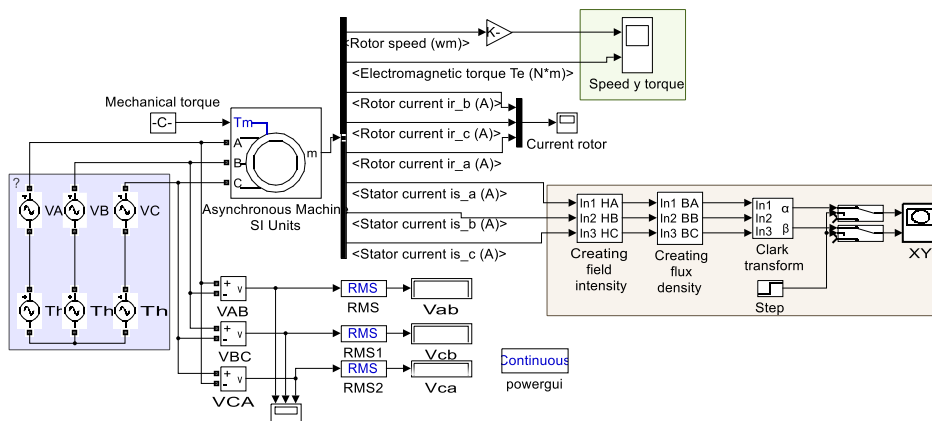 K-
<Rotor speed (wm)>
<Electromagnetic torque Te (N*m)>
Speed y torque
Mechanical torque
-C-
Tm
A
B
C
m
Asynchronous Machine
SI Units
<Rotor current ir_b (A)>
<Rotor current ir_c (A)>
<Rotor current ir_a (A)>
Current rotor
<Stator current is_a (A)>
<Stator current is_b (A)>
<Stator current is_c (A)>
?
VA
VB
VC
Th
Th
Th
In1 HA
In2 HB
In3 HC
Creating
field
intensity
In1 BA
In2 BB
In3 BC
Creating
flux
density
In1 α
In2
In3 β
Clark
transform
Step
XY
+ v
-
VAB
RMS
RMS
Vab
+ v
-
VBC
RMS
RMS1
Vcb
+ v
-
VCA
RMS
RMS2
Vca
Continuous
powergui